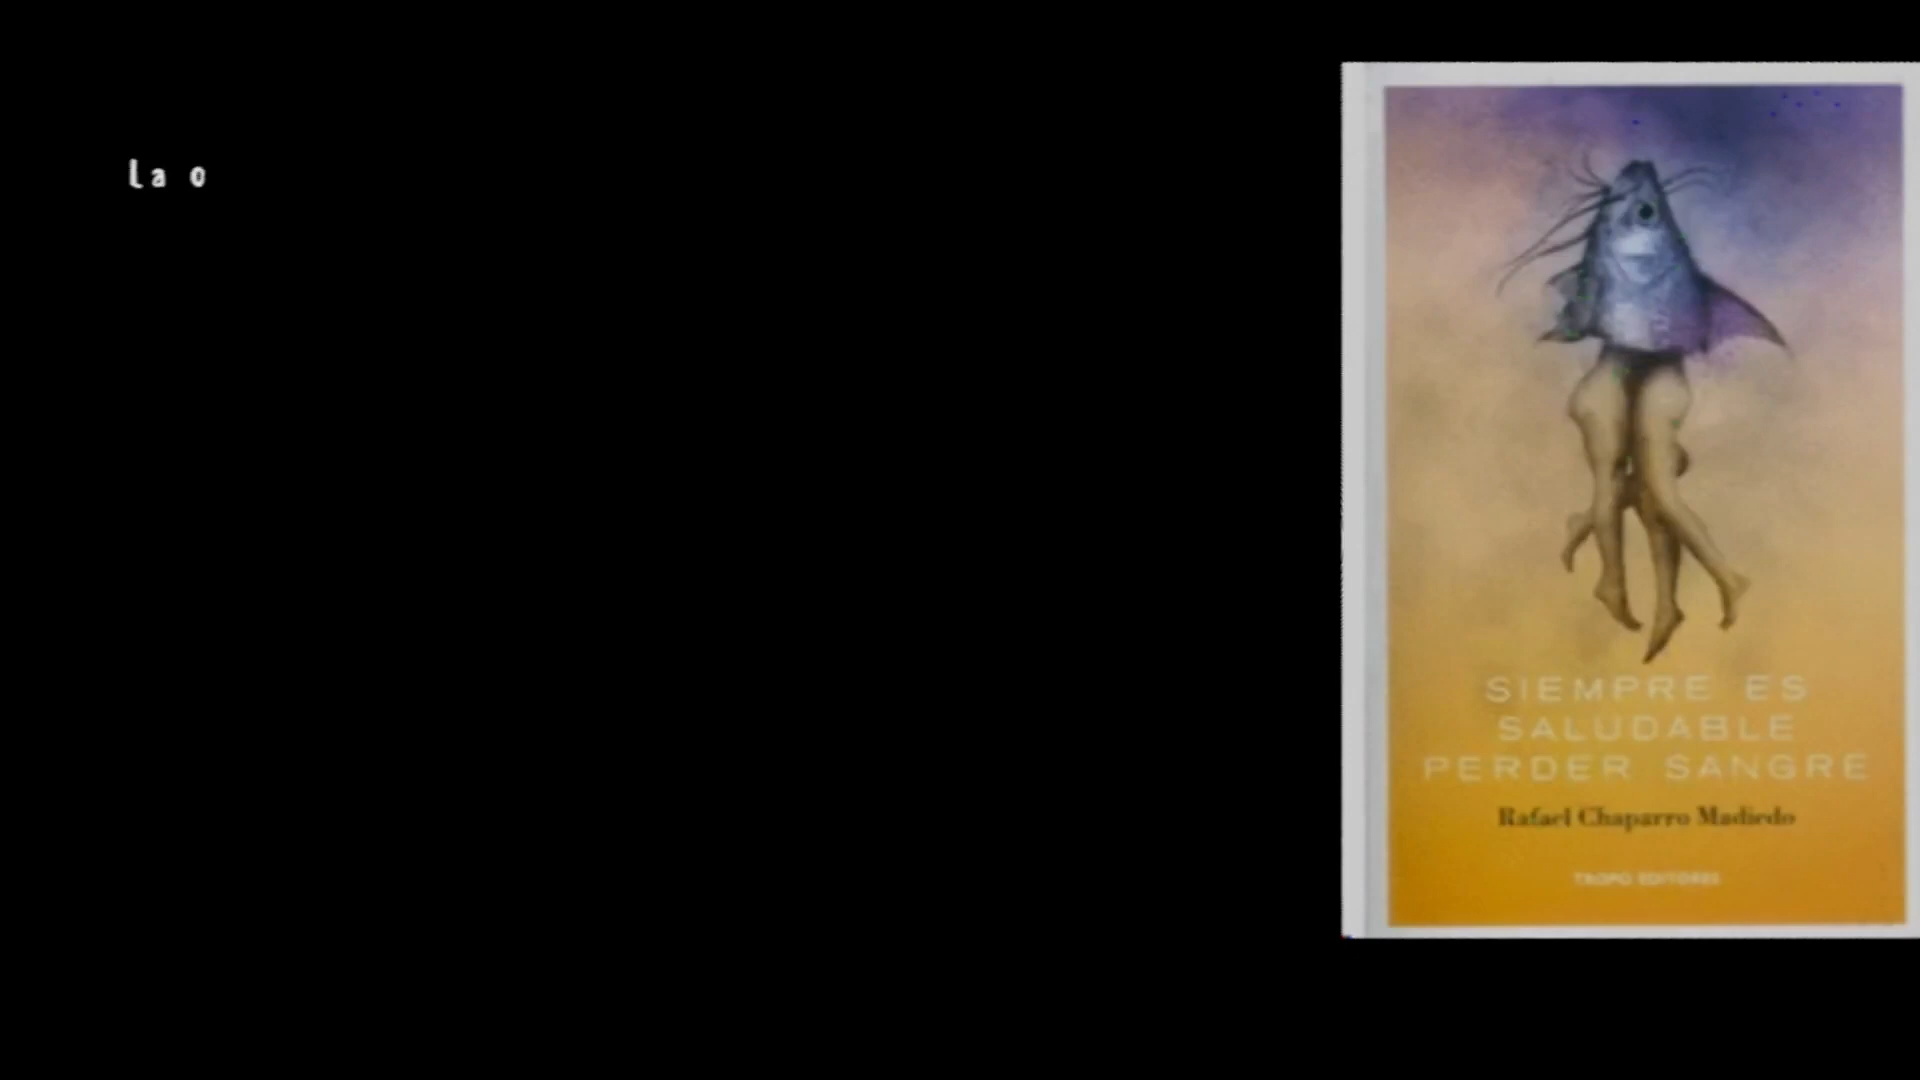 la o
SIEMPRE ES
SALUDABLE
PERDER SANGRE
Rafael Chaparro Madiedo
TROPO EDITORES